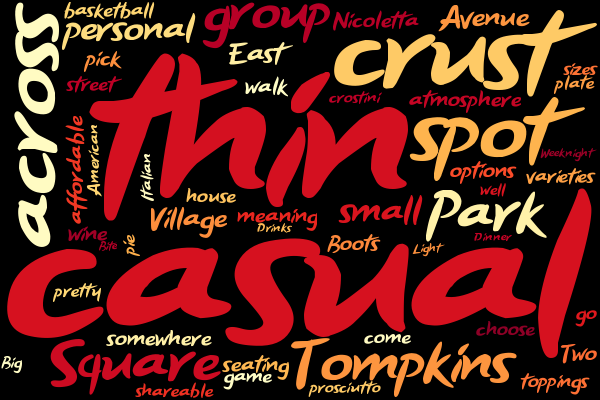 basketball
personal
group
Nicoletta
Avenue
across
pick
East
crust
sizes
plate
street
walk
crostini
atmosphere
thin
spot
affordable
American
Italian
Weeknight
options
varieties
well
house
Village
meaning
Drinks
small
Park
wine
Bite
pie
Boots
Light
Dinner
casual
pretty
go
somewhere
come
choose
Big
Square
seating
game
Tompkins
Two
shareable
prosciutto
toppings